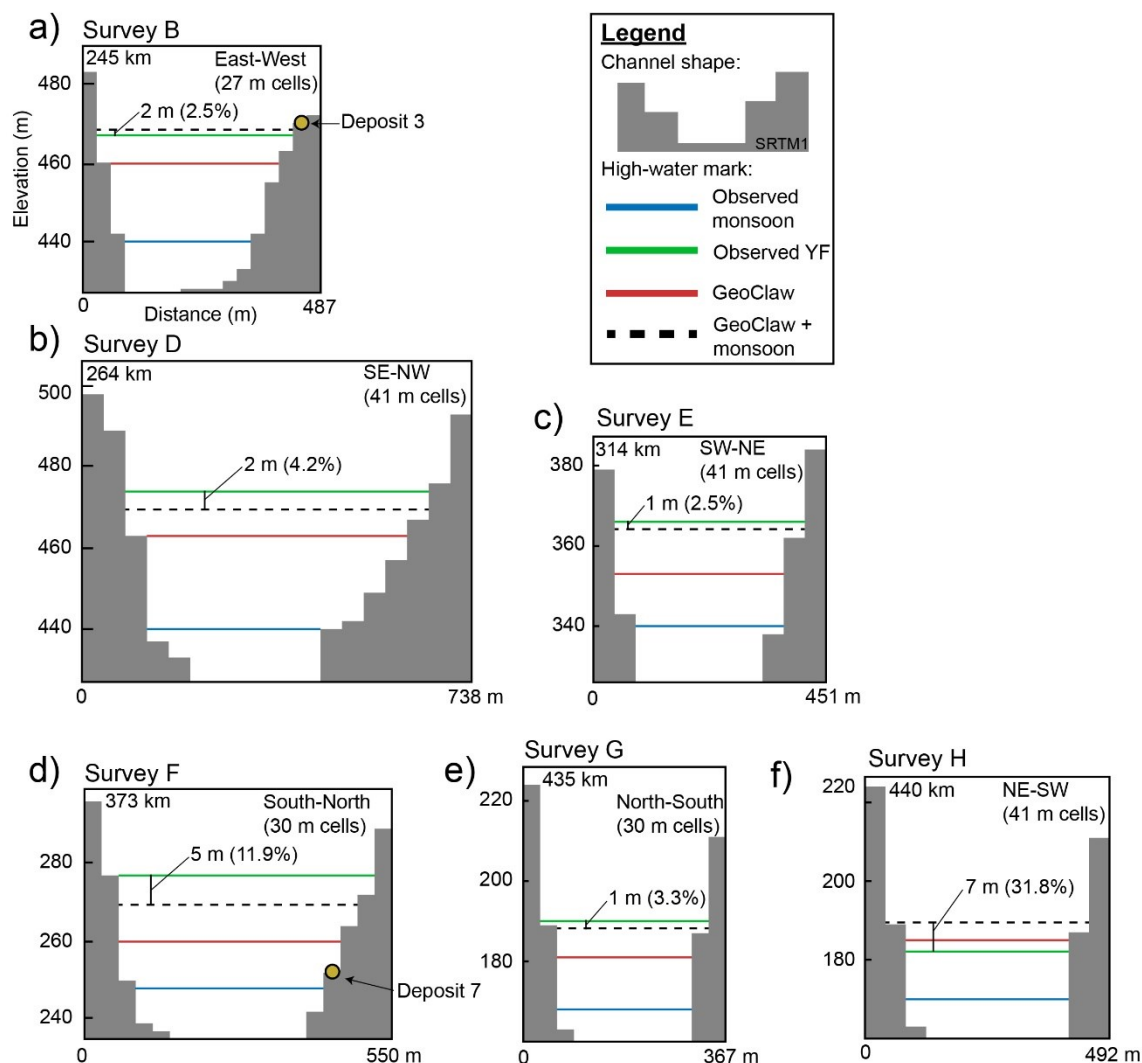 a) Survey B
245 km
East-West
(27 m cells)
480
460
440
Elevation (m)
2 m (2.5%)
Deposit 3
0
487
Distance (m)
Legend
Channel shape:
SRTM1
High-water mark:
Observed
monsoon
Observed YF
GeoClaw
GeoClaw +
monsoon
b) Survey D
264 km
SE-NW
(41 m cells)
500
480
460
440
2 m (4.2%)
0
738 m
c) Survey E
314 km
SW-NE
(41 m cells)
380
360
340
1 m (2.5%)
0
451 m
d) Survey F
373 km
South-North
(30 m cells)
280
260
240
5 m (11.9%)
Deposit 7
0
550 m
e) Survey G
435 km
North-South
(30 m cells)
220
200
180
1 m (3.3%)
0
367 m
f) Survey H
440 km
NE-SW
(41 m cells)
220
200
180
7 m (31.8%)
0
492 m